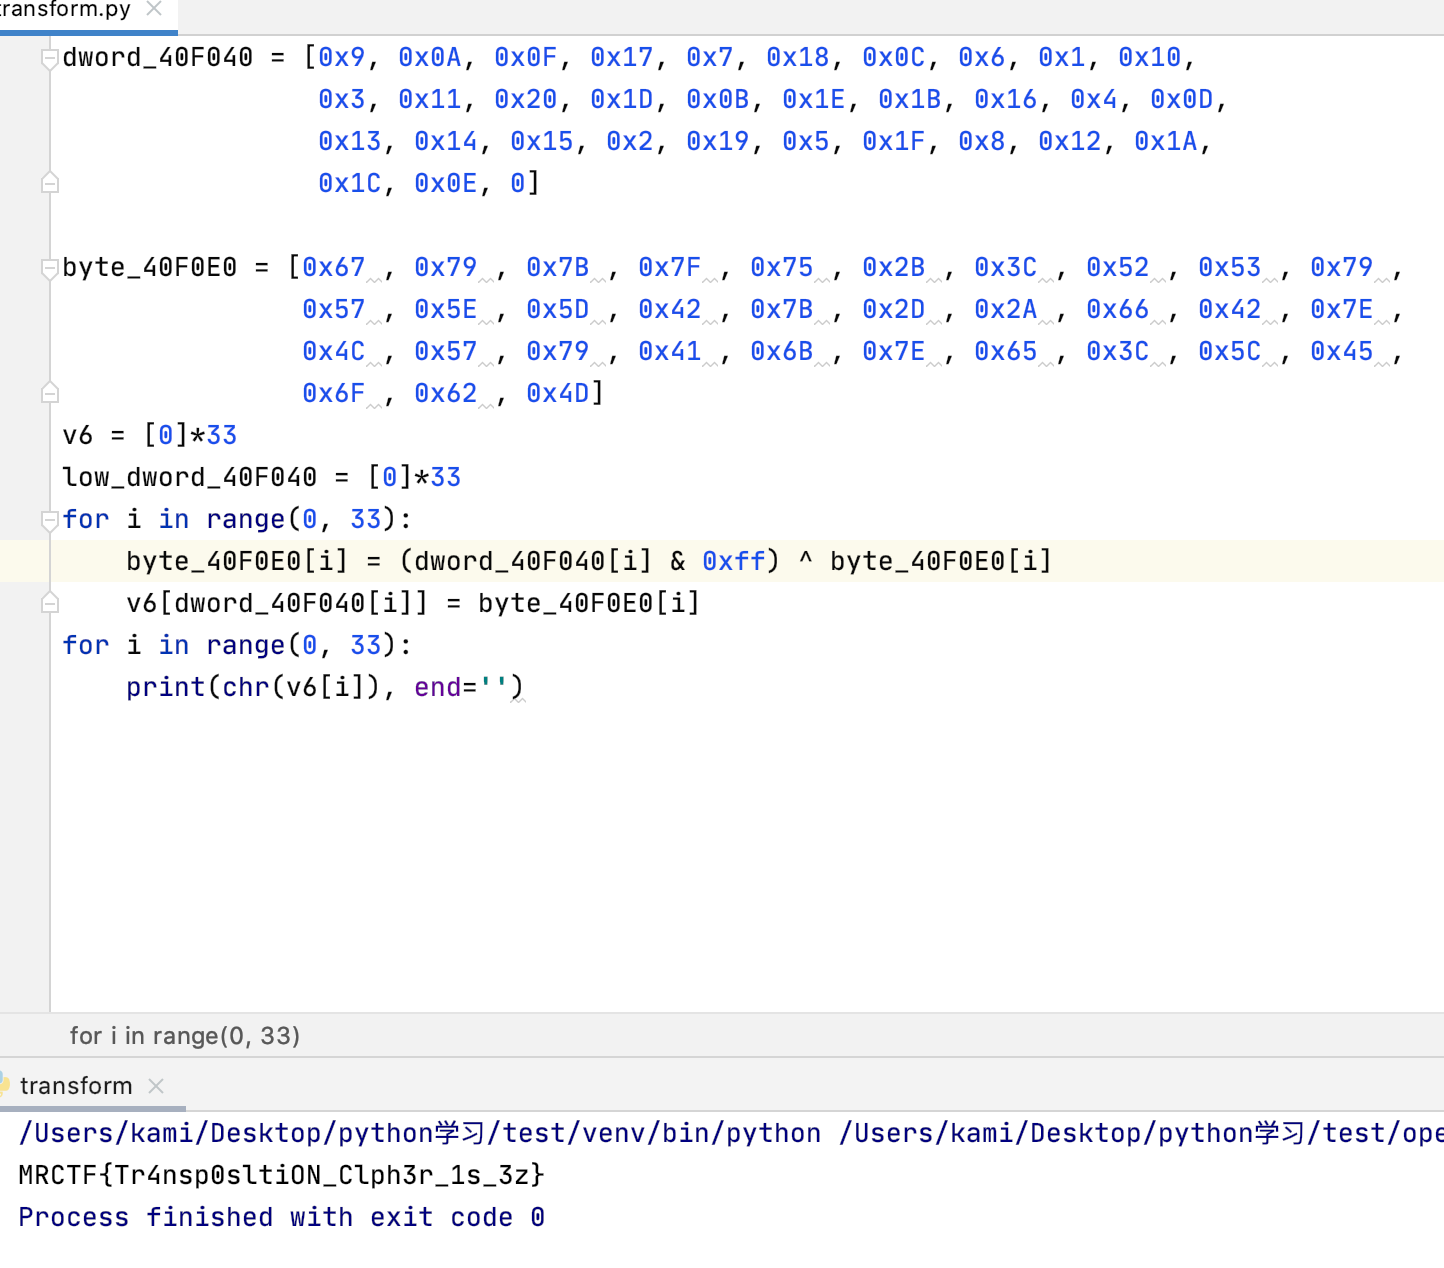 transform.py
dword_40F040 = [0x9, 0x0A, 0x0F, 0x17, 0x7, 0x18, 0x0C, 0x6, 0x1, 0x10,
0x3, 0x11, 0x20, 0x1D, 0x0B, 0x1E, 0x1B, 0x16, 0x4, 0x0D,
0x13, 0x14, 0x15, 0x2, 0x19, 0x5, 0x1F, 0x8, 0x12, 0x1A,
0x1C, 0x0E, 0]
byte_40F0E0 = [0x67 , 0x79 , 0x7B , 0x7F , 0x75 , 0x2B , 0x3C , 0x52 , 0x53 , 0x79 ,
0x57 , 0x5E , 0x5D , 0x42 , 0x7B , 0x2D , 0x2A , 0x66 , 0x42 , 0x7E ,
0x4C , 0x57 , 0x79 , 0x41 , 0x6B , 0x7E , 0x65 , 0x3C , 0x5C , 0x45 ,
0x6F , 0x62 , 0x4D]
v6 = [0]*33
low_dword_40F040 = [0]*33
for i in range(0, 33):
byte_40F0E0[i] = (dword_40F040[i] & 0xff) ^ byte_40F0E0[i]
v6[dword_40F040[i]] = byte_40F0E0[i]
for i in range(0, 33):
print(chr(v6[i]), end='')
for i in range(0, 33)
transform
/Users/kami/Desktop/python学习/test/venv/bin/python /Users/kami/Desktop/python学习/test/ope
MRCTF{Tr4nsp0sltiON_Clph3r_1s_3z}
Process finished with exit code 0